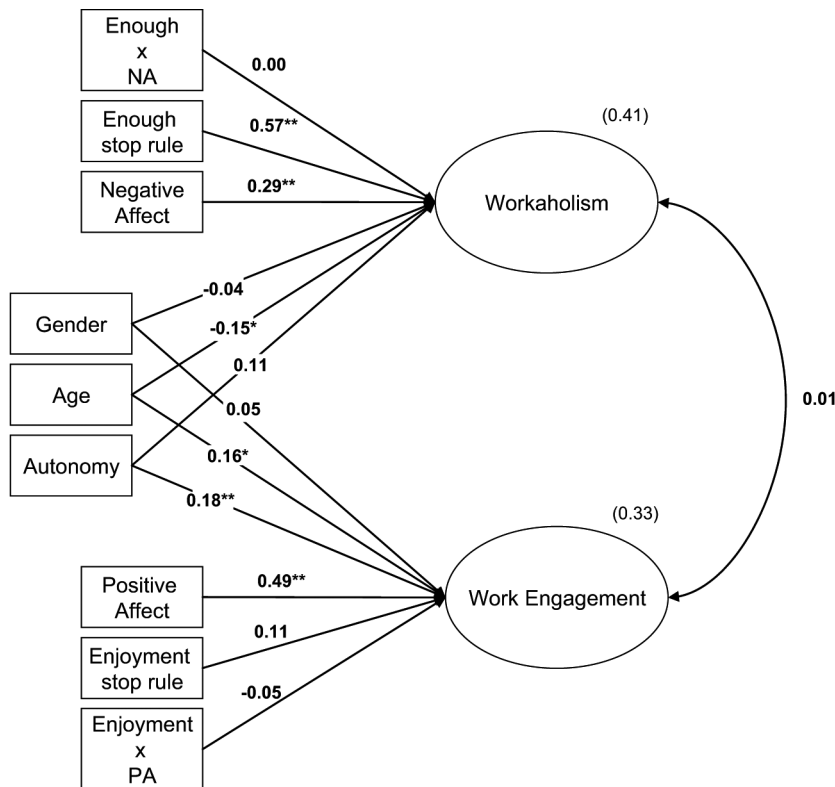 Enough
x
NA
0.00
(0.41)
Enough
stop rule
0.57**
Negative
Affect
0.29**
Workaholism
-0.04
Gender
-0.15*
0.11
Age
0.05
0.01
Autonomy
0.16*
0.18**
(0.33)
Positive
Affect
0.49**
Work Engagement
0.11
Enjoyment
stop rule
-0.05
Enjoyment
x
PA